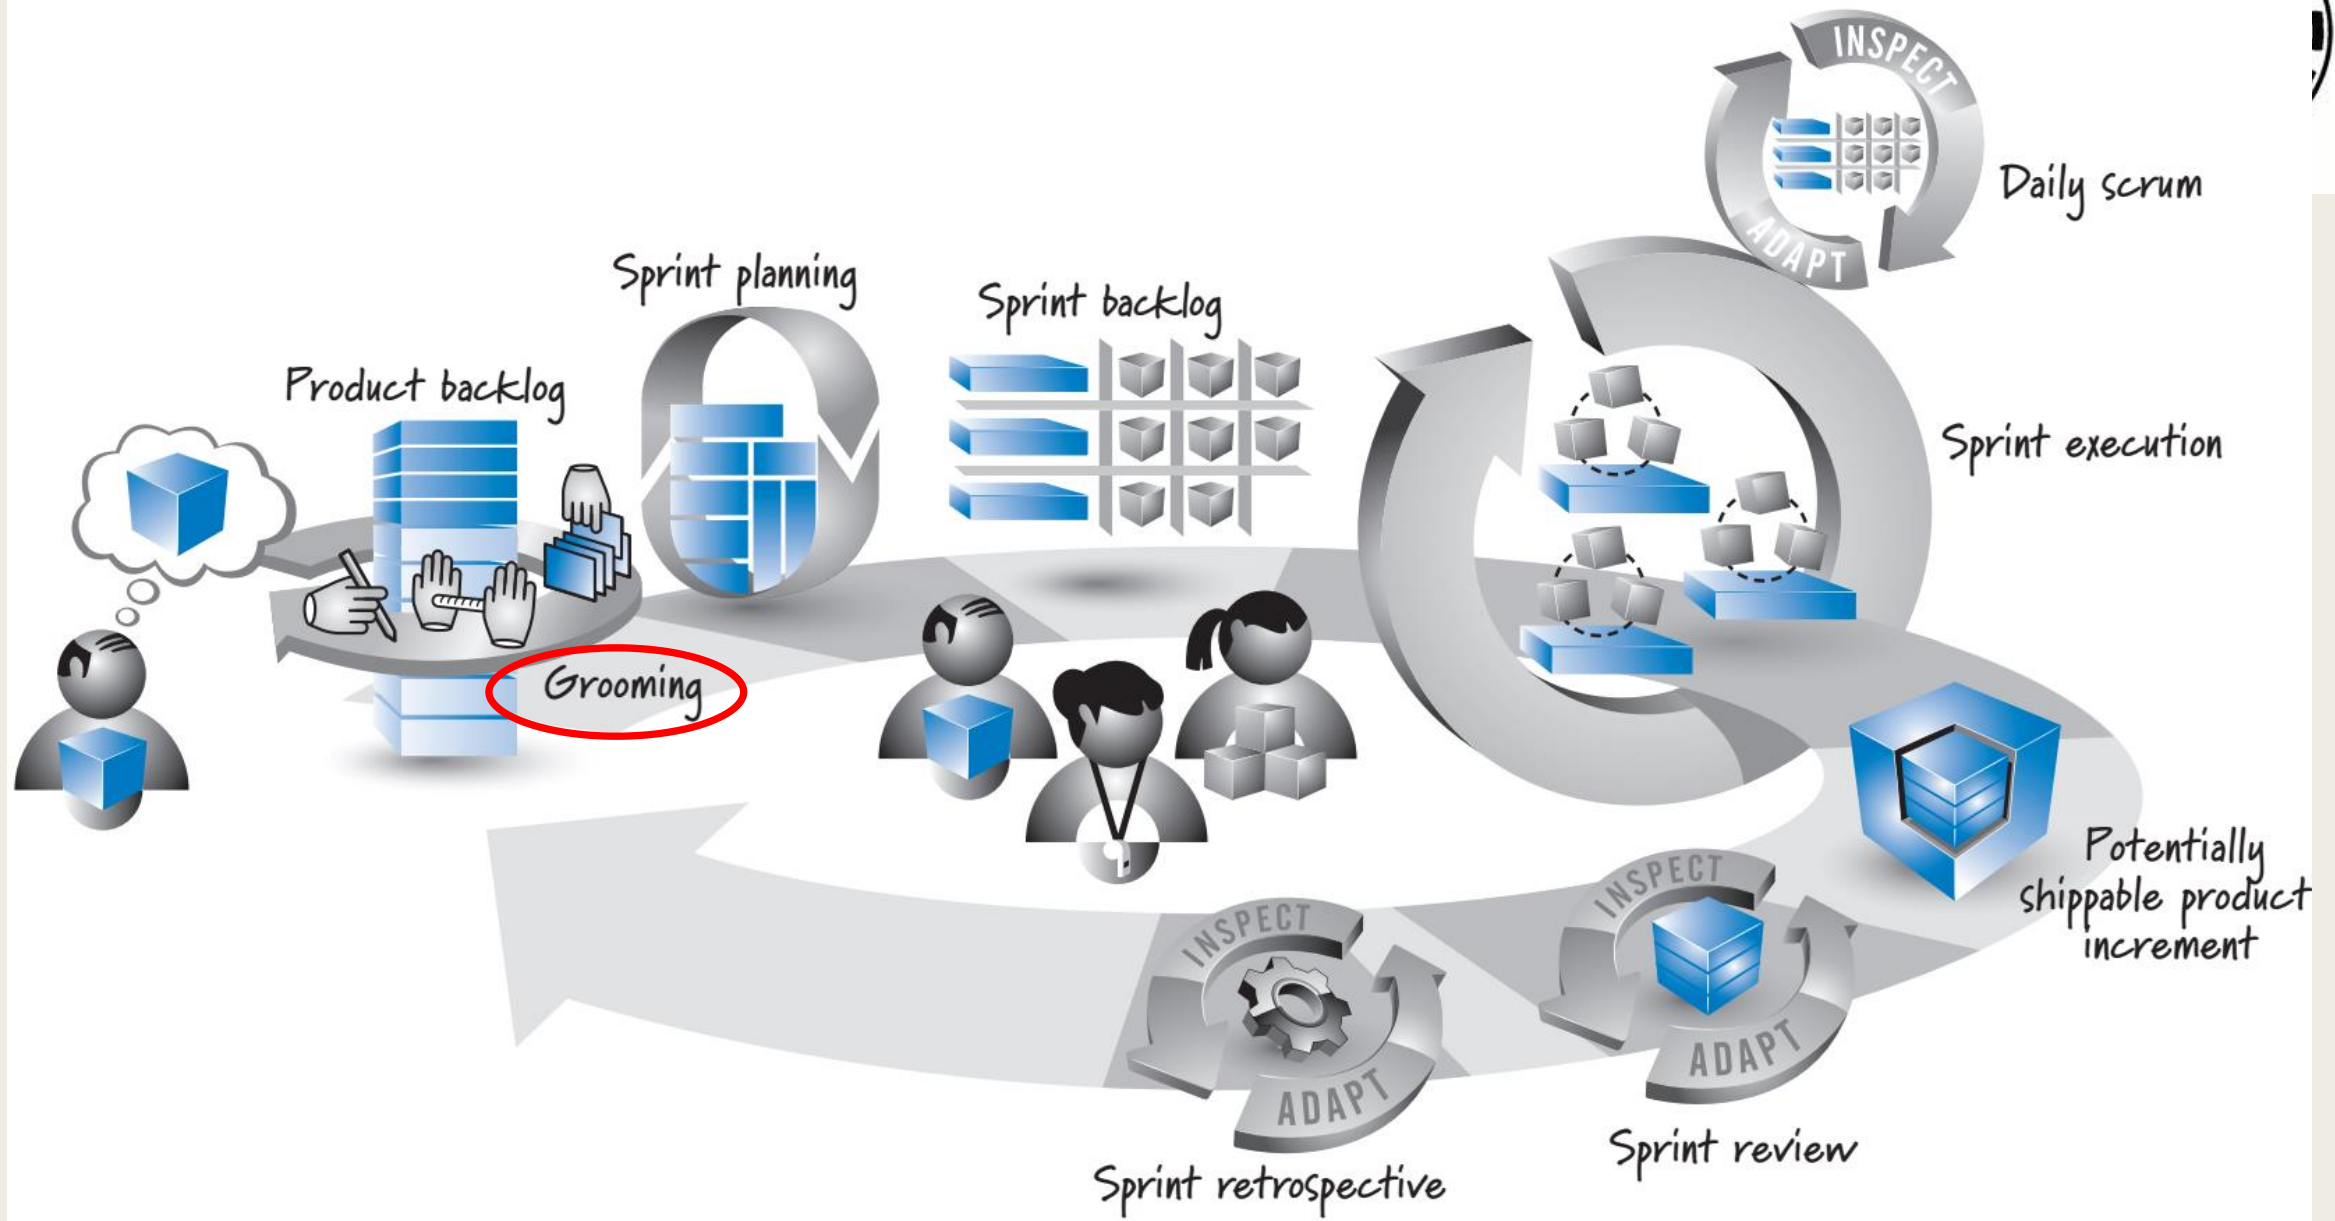 INSPECT
ADAPT
Daily scrum
Sprint planning
Sprint backlog
Product backlog
Sprint execution
Grooming
Potentially
shippable product
increment
INSPECT
ADAPT
Sprint review
INSPECT
ADAPT
Sprint retrospective